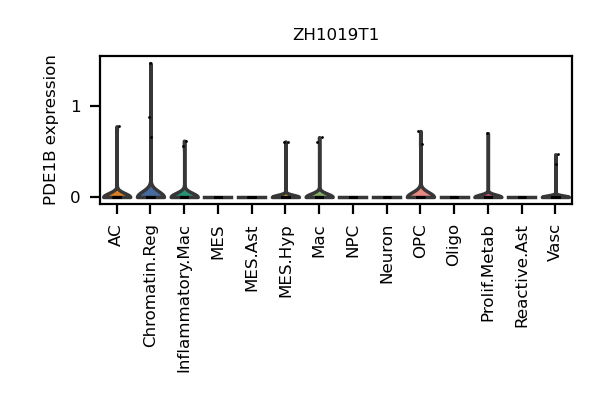 ZH1019T1
PDE1B expression
1
0
AC
Chromatin.Reg
Inflammatory.Mac
MES
MES.Ast
MES.Hyp
Mac
NPC
Neuron
OPC
Oligo
Prolif.Metab
Reactive.Ast
Vasc